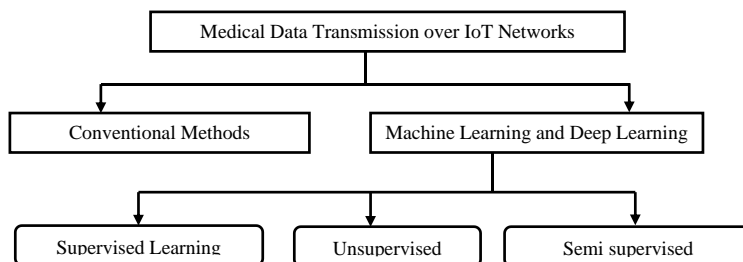 Medical Data Transmission over IoT Networks
Conventional Methods
Machine Learning and Deep Learning
Supervised Learning
Unsupervised
Semi supervised